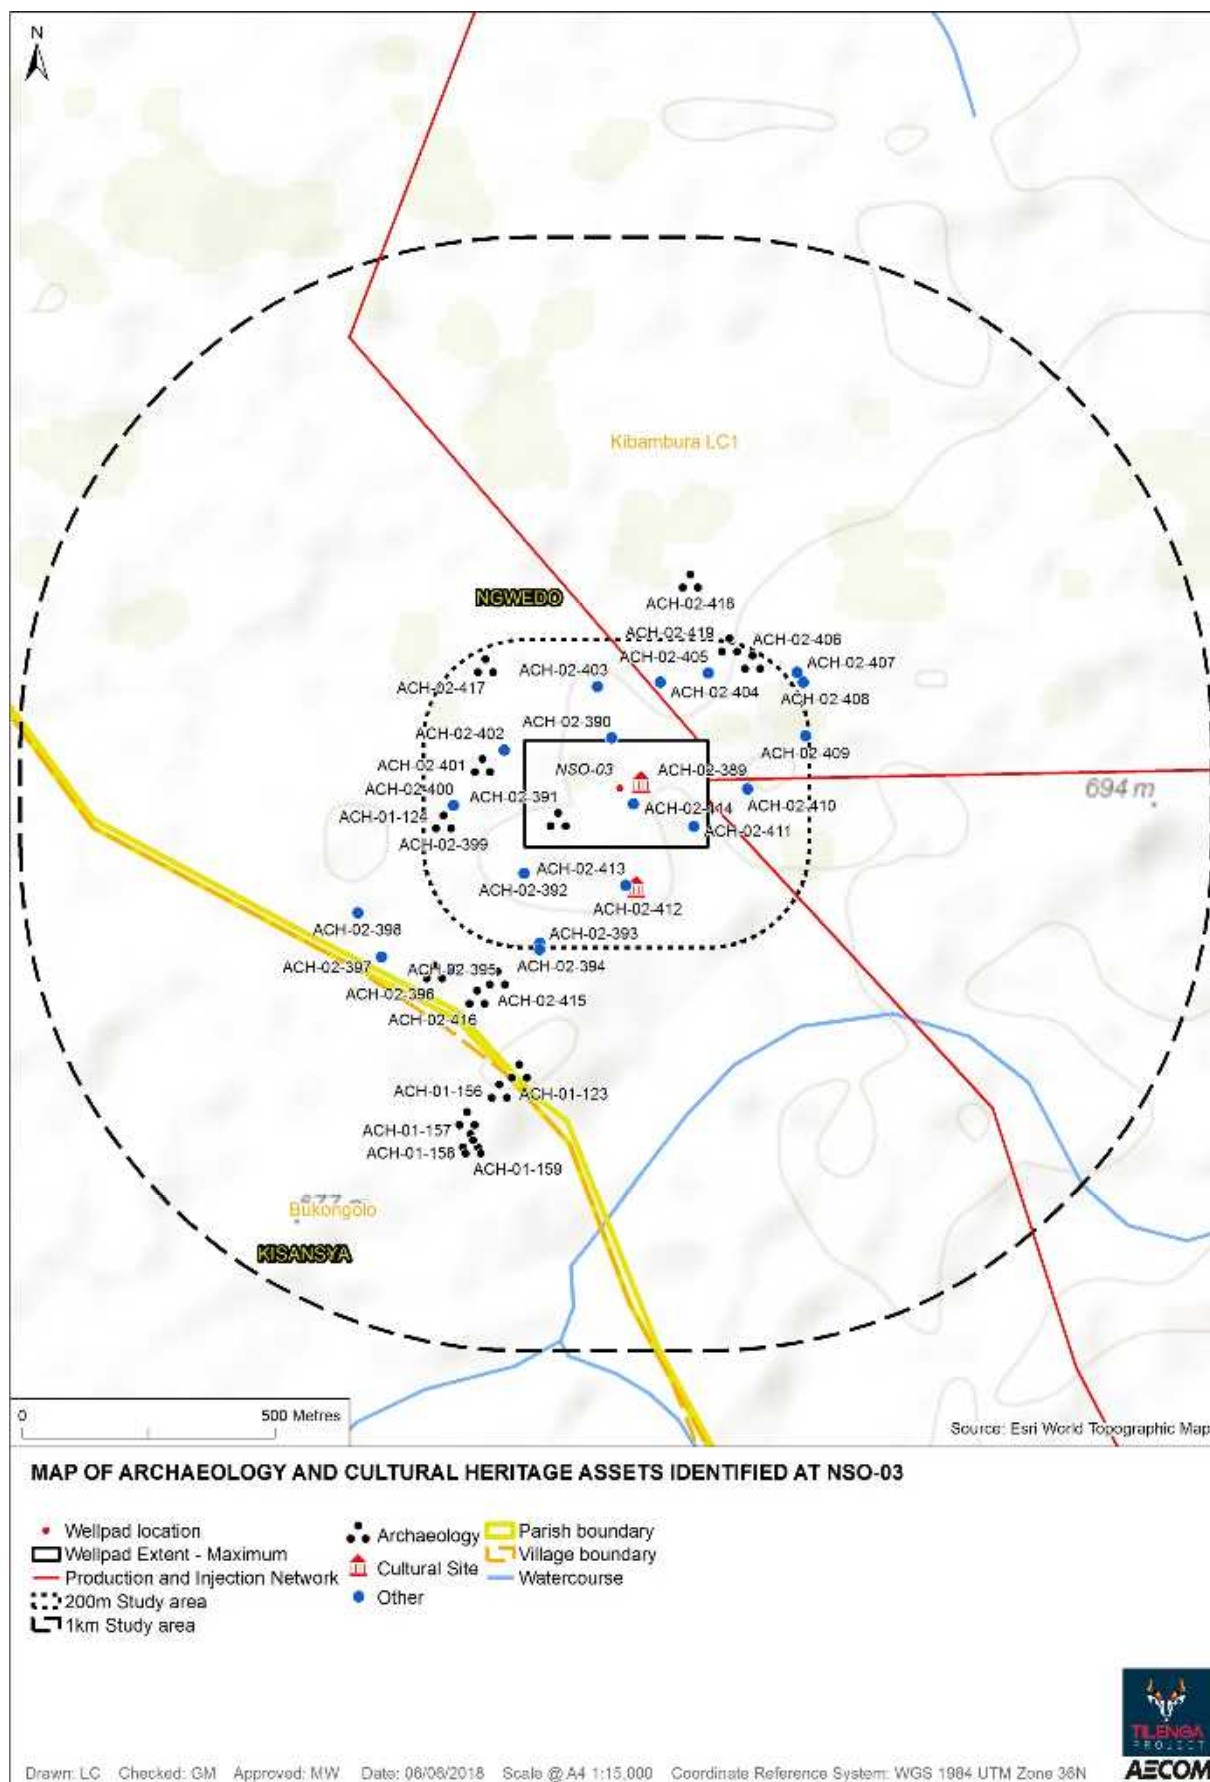 N
Kibambura LC1
NGWEDO
ACH-02-418
ACH-02-419
ACH-02-406
ACH-02-405
ACH-02-407
ACH-02-403
ACH-02-404
ACH-02-417
ACH-02-408
ACH-02-390
ACH-02-402
ACH-02-409
ACH-02-401
NSO-03
ACH-02-389
ACH-02-400
ACH-02-391
694 m
ACH-02-410
ACH-01-124
ACH-02-414
ACH-02-411
ACH-02-399
ACH-02-413
ACH-02-392
ACH-02-412
ACH-02-398
ACH-02-393
ACH-02-397
ACH-02-395
ACH-02-394
ACH-02-396
ACH-02-415
ACH-02-416
ACH-01-156
ACH-01-123
ACH-01-157
ACH-01-158
ACH-01-159
Bukongolo
KISANSYA
0 500 Metres
Source: Esri World Topographic Map
MAP OF ARCHAEOLOGY AND CULTURAL HERITAGE ASSETS IDENTIFIED AT NSO-03
Wellpad location
Wellpad Extent - Maximum
Production and Injection Network
200m Study area
1km Study area
Archaeology
Cultural Site
Other
Parish boundary
Village boundary
Watercourse
TILENGA
PROJECT
AECOM
Drawn: LC Checked: GM Approved: MW Date: 06/06/2018 Scale @ A4 1:15,000 Coordinate Reference System: WGS 1984 UTM Zone 36N